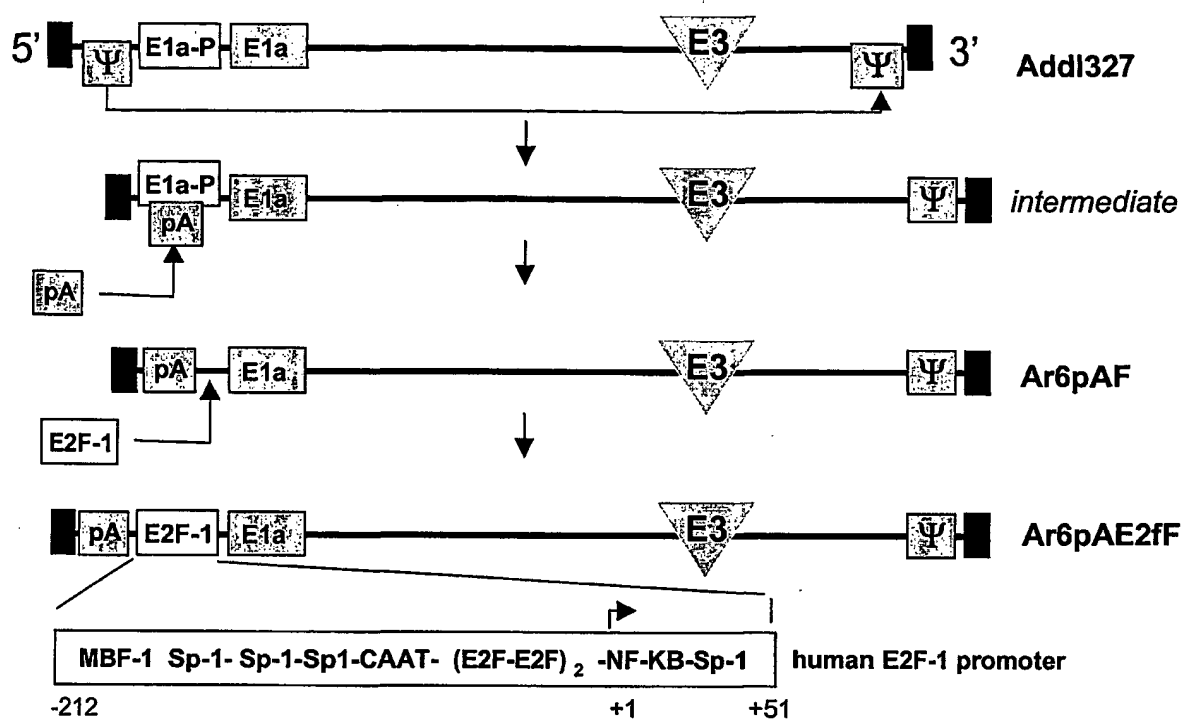 5’ Ψ E1a-P E1a E3 Ψ 3’ Addl327
E1a-P pA E1a E3 Ψ intermediate
pA
pA E1a E3 Ψ Ar6pAF
E2F-1
pA E2F-1 E1a E3 Ψ Ar6pAE2fF
MBF-1 Sp-1- Sp-1-Sp1-CAAT- (E2F-E2F) 2 -NF-KB-Sp-1 human E2F-1 promoter
-212 +1 +51